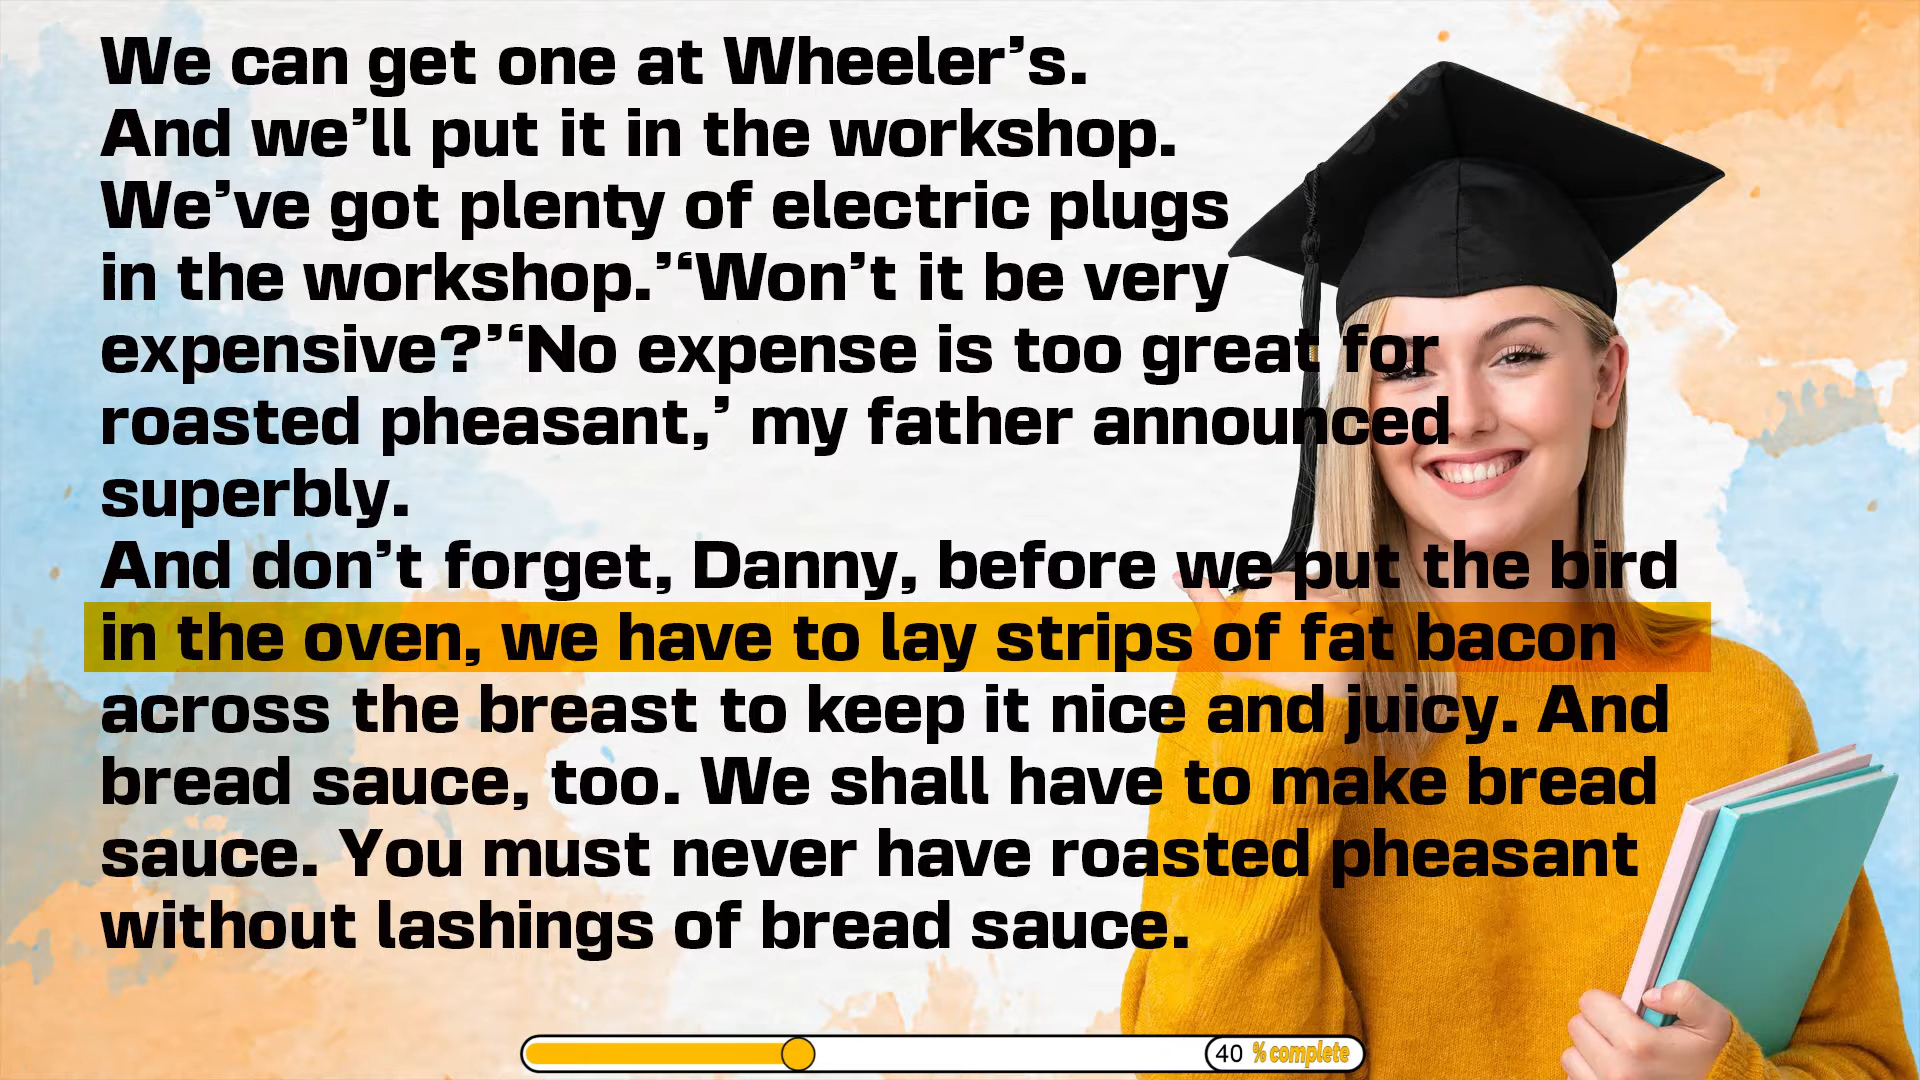 We can get one at Wheeler’s.
And we’ll put it in the workshop.
We’ve got plenty of electric plugs
in the workshop.’‘Won’t it be very
expensive?’‘No expense is too great for
roasted pheasant,’ my father announced
superbly.
And don’t forget, Danny, before we put the bird
in the oven, we have to lay strips of fat bacon
across the breast to keep it nice and juicy. And
bread sauce, too. We shall have to make bread
sauce. You must never have roasted pheasant
without lashings of bread sauce.
40 % complete